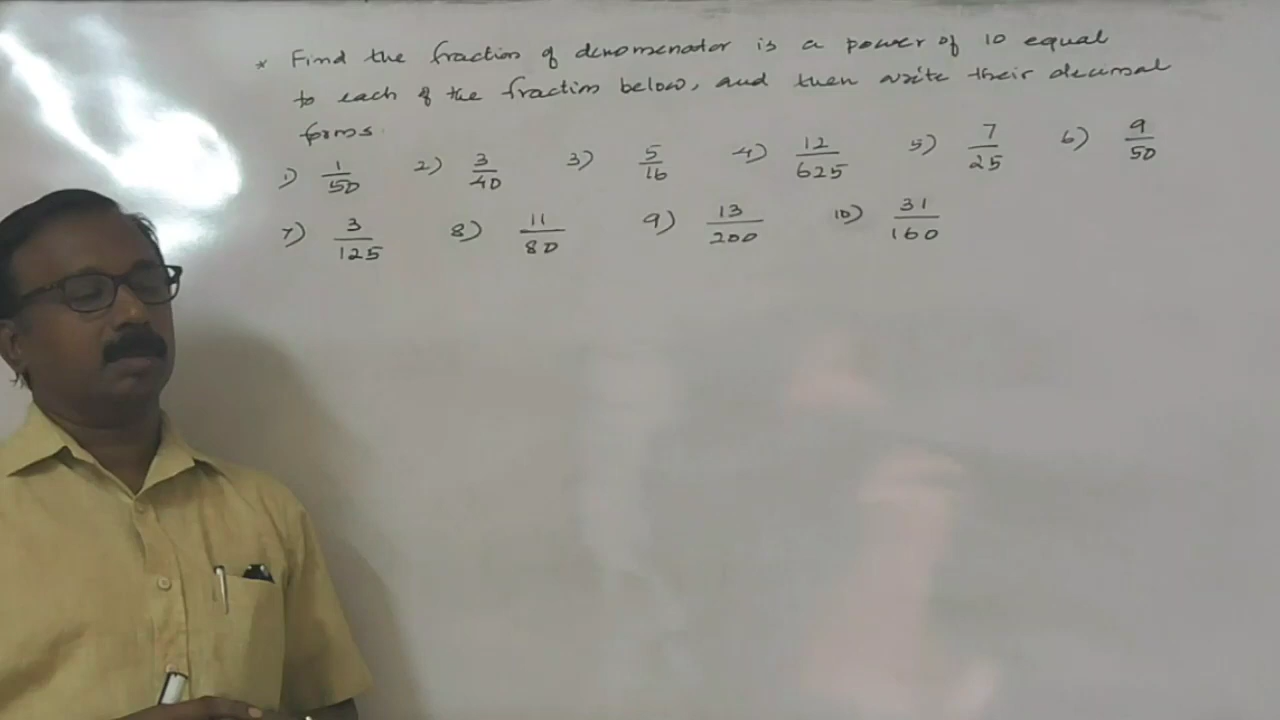 * Find the fraction of denomenator is a power of 10 equal
to each of the fraction below, and then write their decimal
forms.
1) 1/50 2) 3/40 3) 5/16 4) 12/625 5) 7/25 6) 9/50
7) 3/125 8) 11/80 9) 13/200 10) 31/160